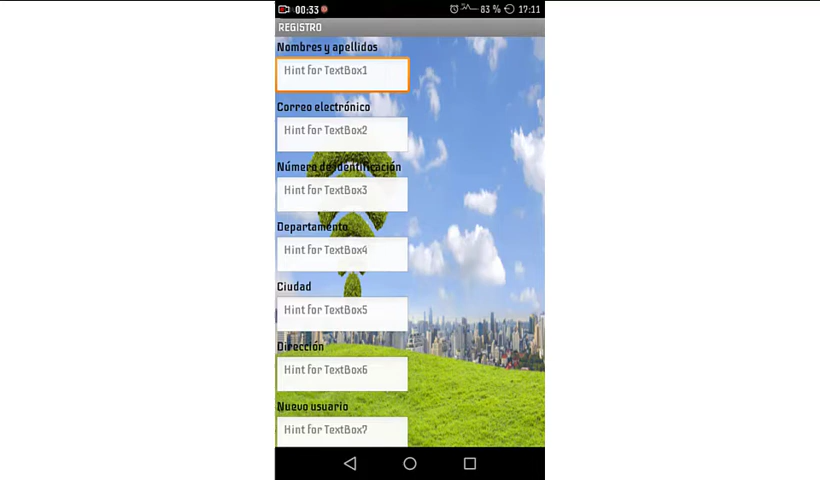 00:33 83 % 17:11
REGISTRO
Nombres y apellidos
Hint for TextBox1
Correo electrónico
Hint for TextBox2
Número de identificación
Hint for TextBox3
Departamento
Hint for TextBox4
Ciudad
Hint for TextBox5
Dirección
Hint for TextBox6
Nuevo usuario
Hint for TextBox7